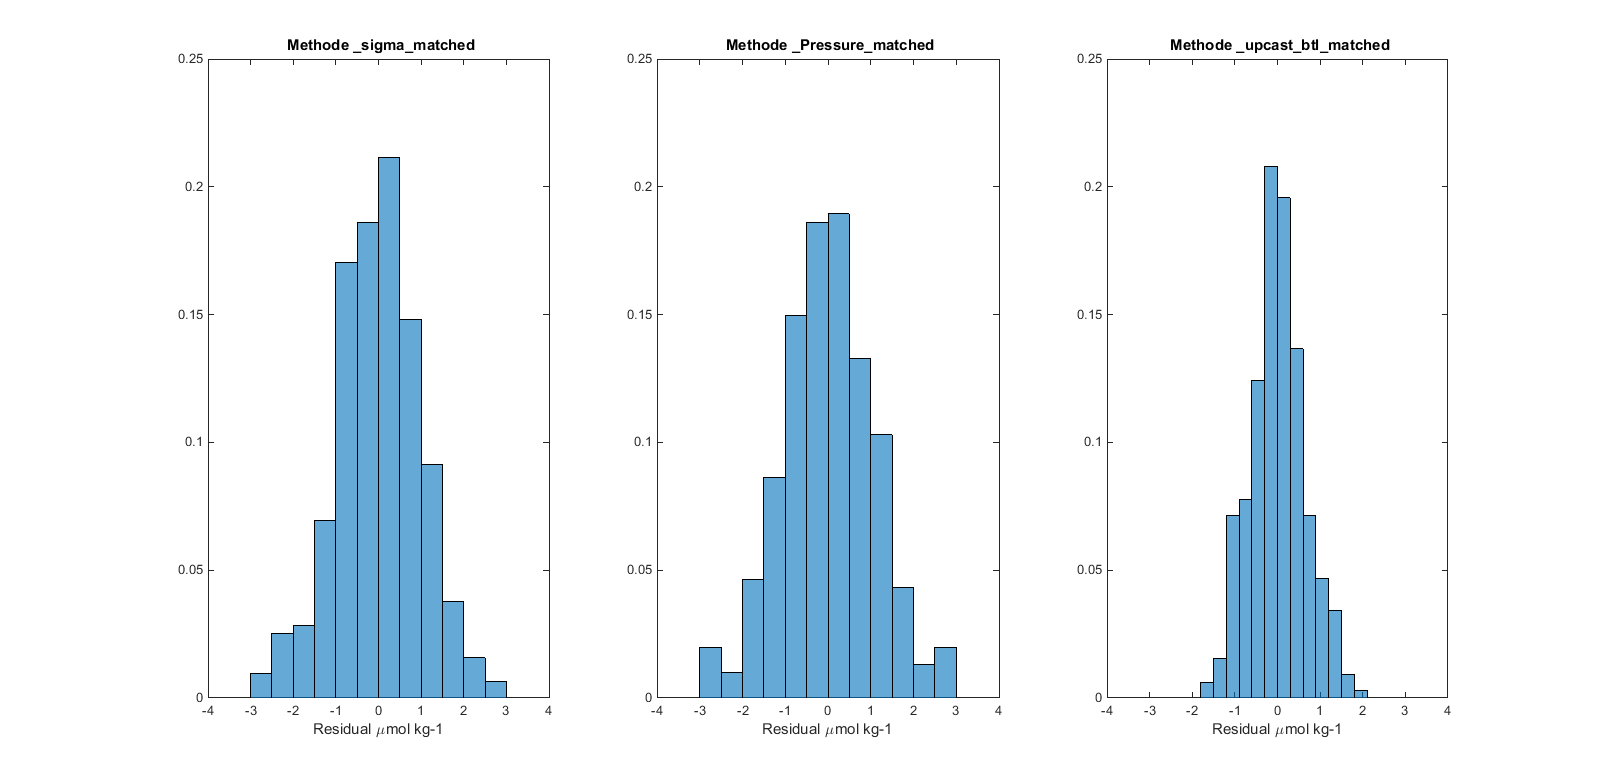 Methode _sigma_matched
0.25
0.2
0.15
0.1
0.05
0
-4 -3 -2 -1 0 1 2 3 4
Residual μmol kg-1
Methode _Pressure_matched
0.25
0.2
0.15
0.1
0.05
0
-4 -3 -2 -1 0 1 2 3 4
Residual μmol kg-1
Methode _upcast_btl_matched
0.25
0.2
0.15
0.1
0.05
0
-4 -3 -2 -1 0 1 2 3 4
Residual μmol kg-1